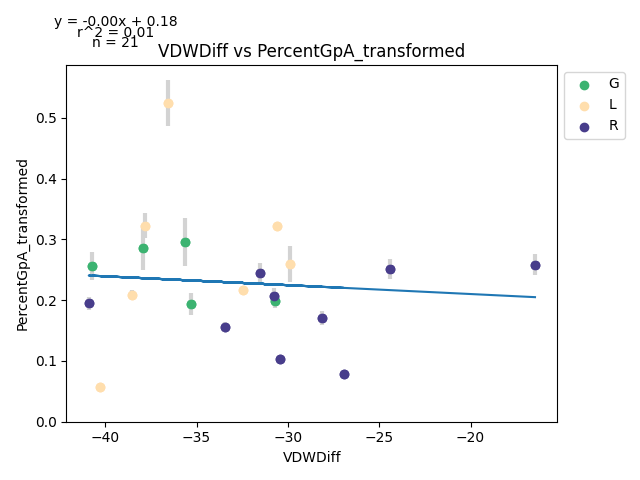 y = -0.00x + 0.18
r^2 = 0.01
n = 21
VDWDiff vs PercentGpA_transformed
G
L
R
PercentGpA_transformed
0.5
0.4
0.3
0.2
0.1
0.0
−40
−35
−30
−25
−20
VDWDiff